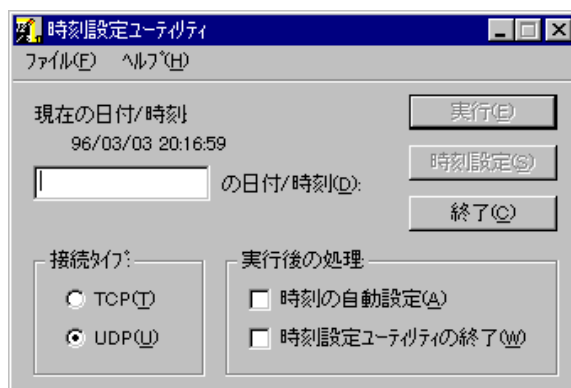 時刻設定ﾕｰﾃｨﾘﾃｨ
ﾌｧｲﾙ(F) ﾍﾙﾌﾟ(H)
現在の日付/時刻:
96/03/03 20:16:59
の日付/時刻(D):
実行(E)
時刻設定(S)
終了(C)
接続ﾀｲﾌﾟ:
TCP(T)
UDP(U)
実行後の処理:
時刻の自動設定(A)
時刻設定ﾕｰﾃｨﾘﾃｨの終了(W)